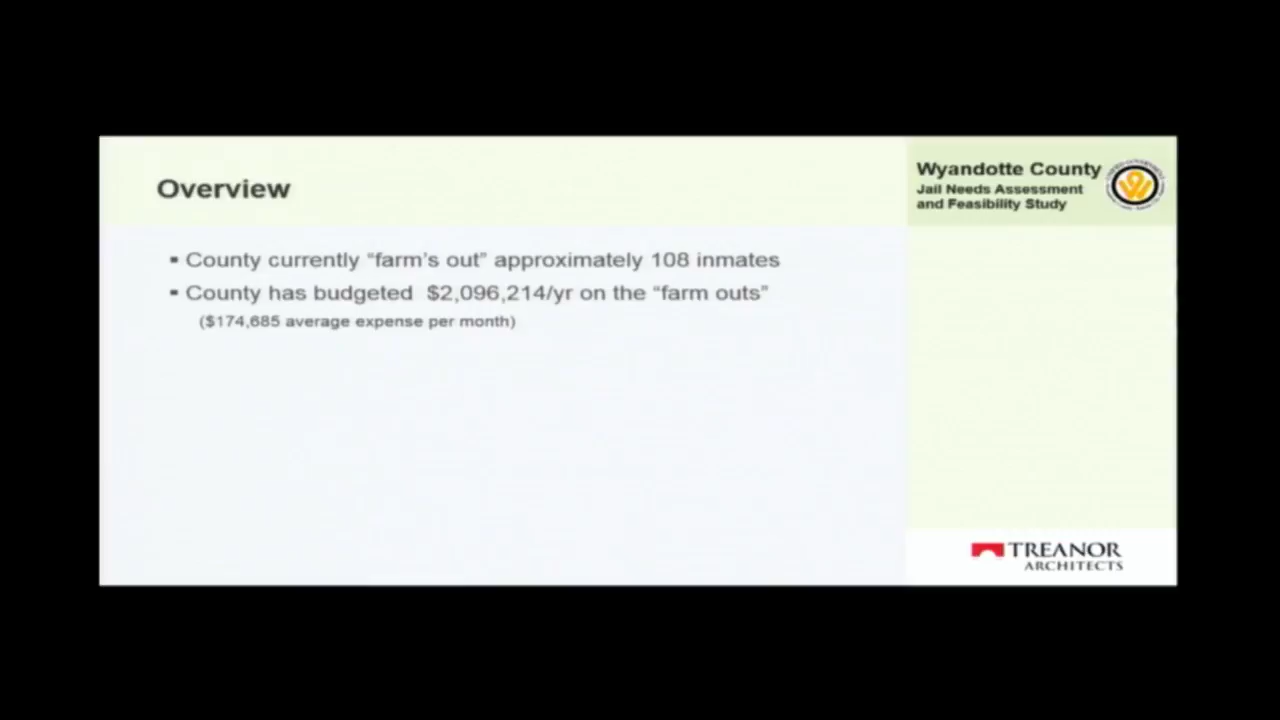 Overview
Wyandotte County
Jail Needs Assessment
and Feasibility Study
▪ County currently “farm’s out” approximately 108 inmates
▪ County has budgeted  $2,096,214/yr on the “farm outs”
($174,685 average expense per month)
TREANOR
ARCHITECTS